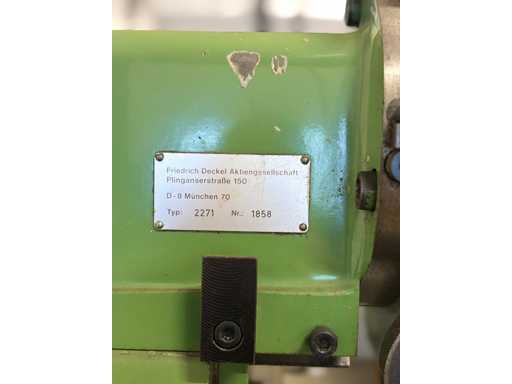 Friedrich Deckel Aktiengesellschaft
Plinganserstraße 150
D-8 München 70
Typ: 2271 Nr.: 1858